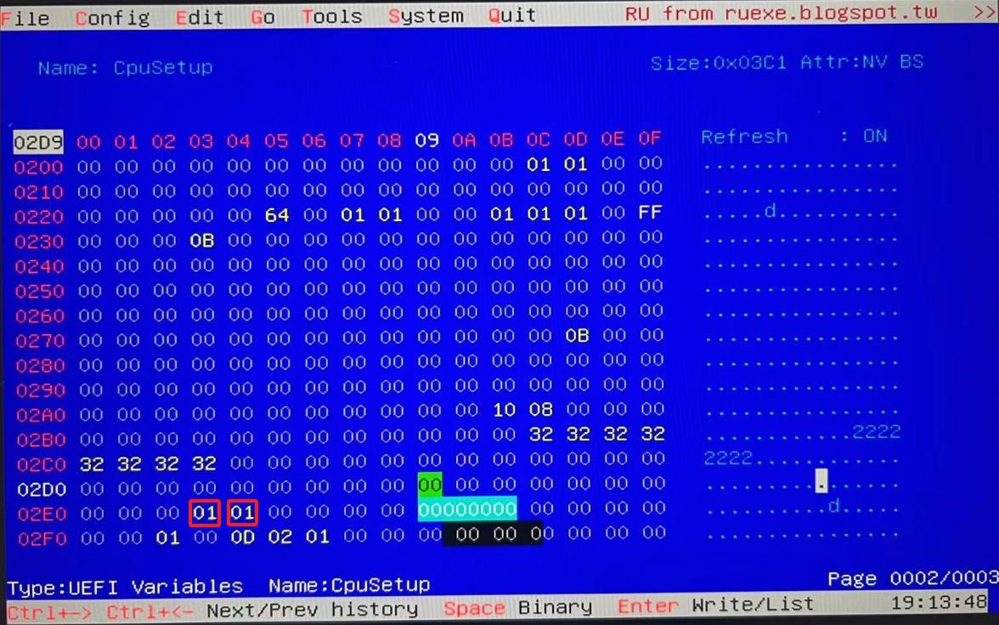 File Config Edit Go Tools System Quit RU from ruexe.blogspot.tw >>
Name: CpuSetup Size:0x03C1 Attr:NV BS
02D9 00 01 02 03 04 05 06 07 08 09 0A 0B 0C 0D 0E 0F Refresh : ON
0200 00 00 00 00 00 00 00 00 00 00 00 00 01 01 00 00 ................
0210 00 00 00 00 00 00 00 00 00 00 00 00 00 00 00 00 ................
0220 00 00 00 00 00 64 00 01 01 00 00 01 01 01 00 FF .....d..........
0230 00 00 00 0B 00 00 00 00 00 00 00 00 00 00 00 00 ................
0240 00 00 00 00 00 00 00 00 00 00 00 00 00 00 00 00 ................
0250 00 00 00 00 00 00 00 00 00 00 00 00 00 00 00 00 ................
0260 00 00 00 00 00 00 00 00 00 00 00 00 00 00 00 00 ................
0270 00 00 00 00 00 00 00 00 00 00 00 00 00 0B 00 00 ................
0280 00 00 00 00 00 00 00 00 00 00 00 00 00 00 00 00 ................
0290 00 00 00 00 00 00 00 00 00 00 00 00 00 00 00 00 ................
02A0 00 00 00 00 00 00 00 00 00 00 00 10 08 00 00 00 ................
02B0 00 00 00 00 00 00 00 00 00 00 00 00 32 32 32 32 ............2222
02C0 32 32 32 32 00 00 00 00 00 00 00 00 00 00 00 00 2222............
02D0 00 00 00 00 00 00 00 00 00 00 00 00 00 00 00 00 ................
02E0 00 00 00 01 01 00 00 00 00 00000000 00 00 00 00 ..........d.....
02F0 00 00 01 00 0D 02 01 00 00 00 00 00 00 00 00 00 ................
Type:UEFI Variables Name:CpuSetup Page 0002/0003
Ctrl+-> Ctrl+<- Next/Prev history Space Binary Enter Write/List 19:13:48